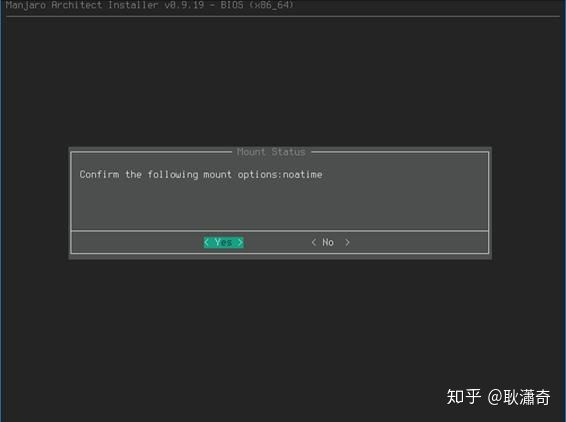 Manjaro Architect Installer v0.9.19 - BIOS (x86_64)
Mount Status
Confirm the following mount options:noatime
< Yes > < No >
知乎 @耿瀟奇